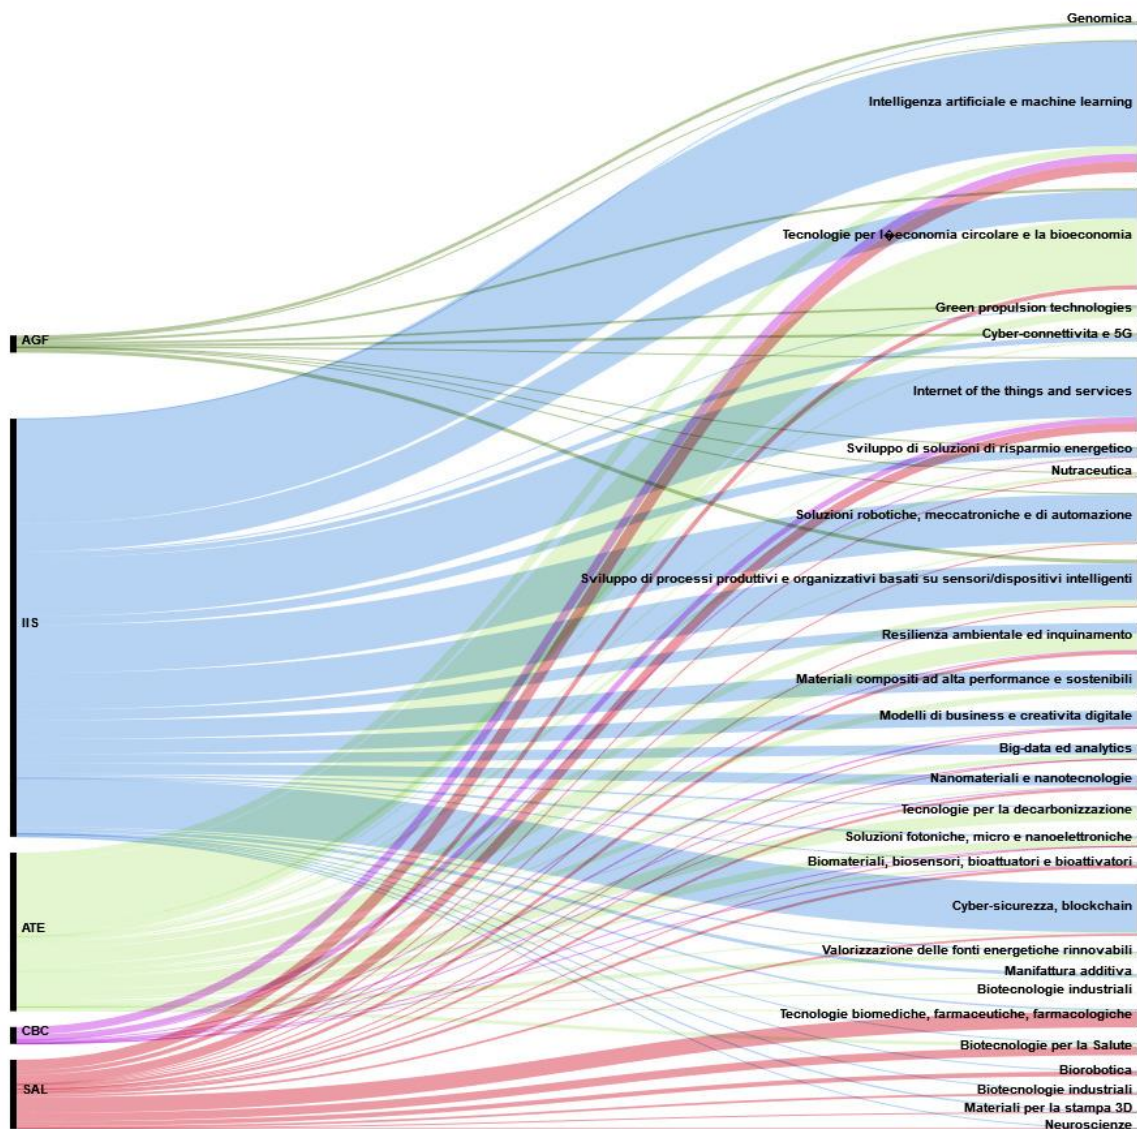 Genomica
Intelligenza artificiale e machine learning
Tecnologie per l�economia circolare e la bioeconomia
Green propulsion technologies
AGF
Cyber-connettivita e 5G
Internet of the things and services
Sviluppo di soluzioni di risparmio energetico
Nutraceutica
Soluzioni robotiche, meccatroniche e di automazione
Sviluppo di processi produttivi e organizzativi basati su sensori/dispositivi intelligenti
IIS
Resilienza ambientale ed inquinamento
Materiali compositi ad alta performance e sostenibili
Modelli di business e creativita digitale
Big-data ed analytics
Nanomateriali e nanotecnologie
Tecnologie per la decarbonizzazione
Soluzioni fotoniche, micro e nanoelettroniche
Biomateriali, biosensori, bioattuatori e bioattivatori
Cyber-sicurezza, blockchain
ATE
Valorizzazione delle fonti energetiche rinnovabili
Manifattura additiva
Biotecnologie industriali
Tecnologie biomediche, farmaceutiche, farmacologiche
CBC
Biotecnologie per la Salute
Biorobotica
SAL
Biotecnologie industriali
Materiali per la stampa 3D
Neuroscienze